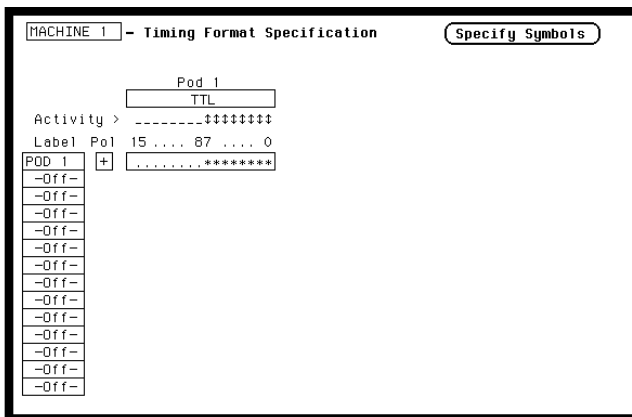 MACHINE 1 – Timing Format Specification Specify Symbols
Pod 1
TTL
Activity > ________↕↕↕↕↕↕↕↕
Label Pol 15 .... 87 .... 0
POD 1 + ........********
-Off-
-Off-
-Off-
-Off-
-Off-
-Off-
-Off-
-Off-
-Off-
-Off-
-Off-
-Off-
-Off-